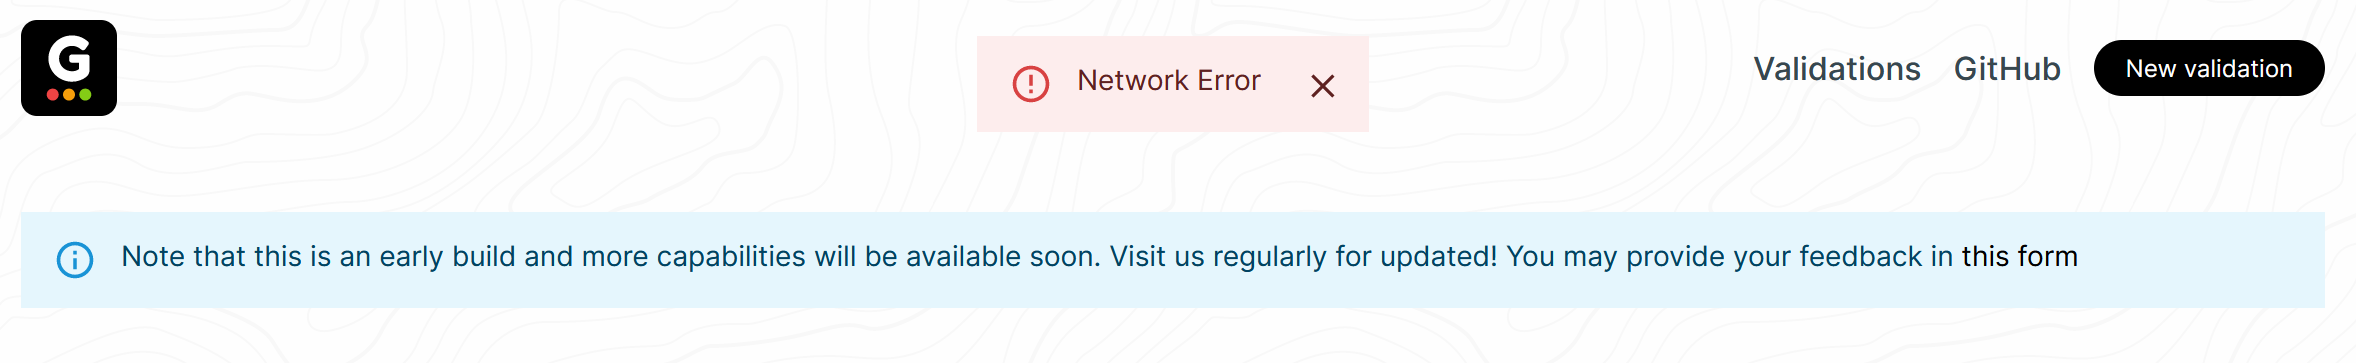 G
Network Error
Validations GitHub New validation
Note that this is an early build and more capabilities will be available soon. Visit us regularly for updated! You may provide your feedback in this form